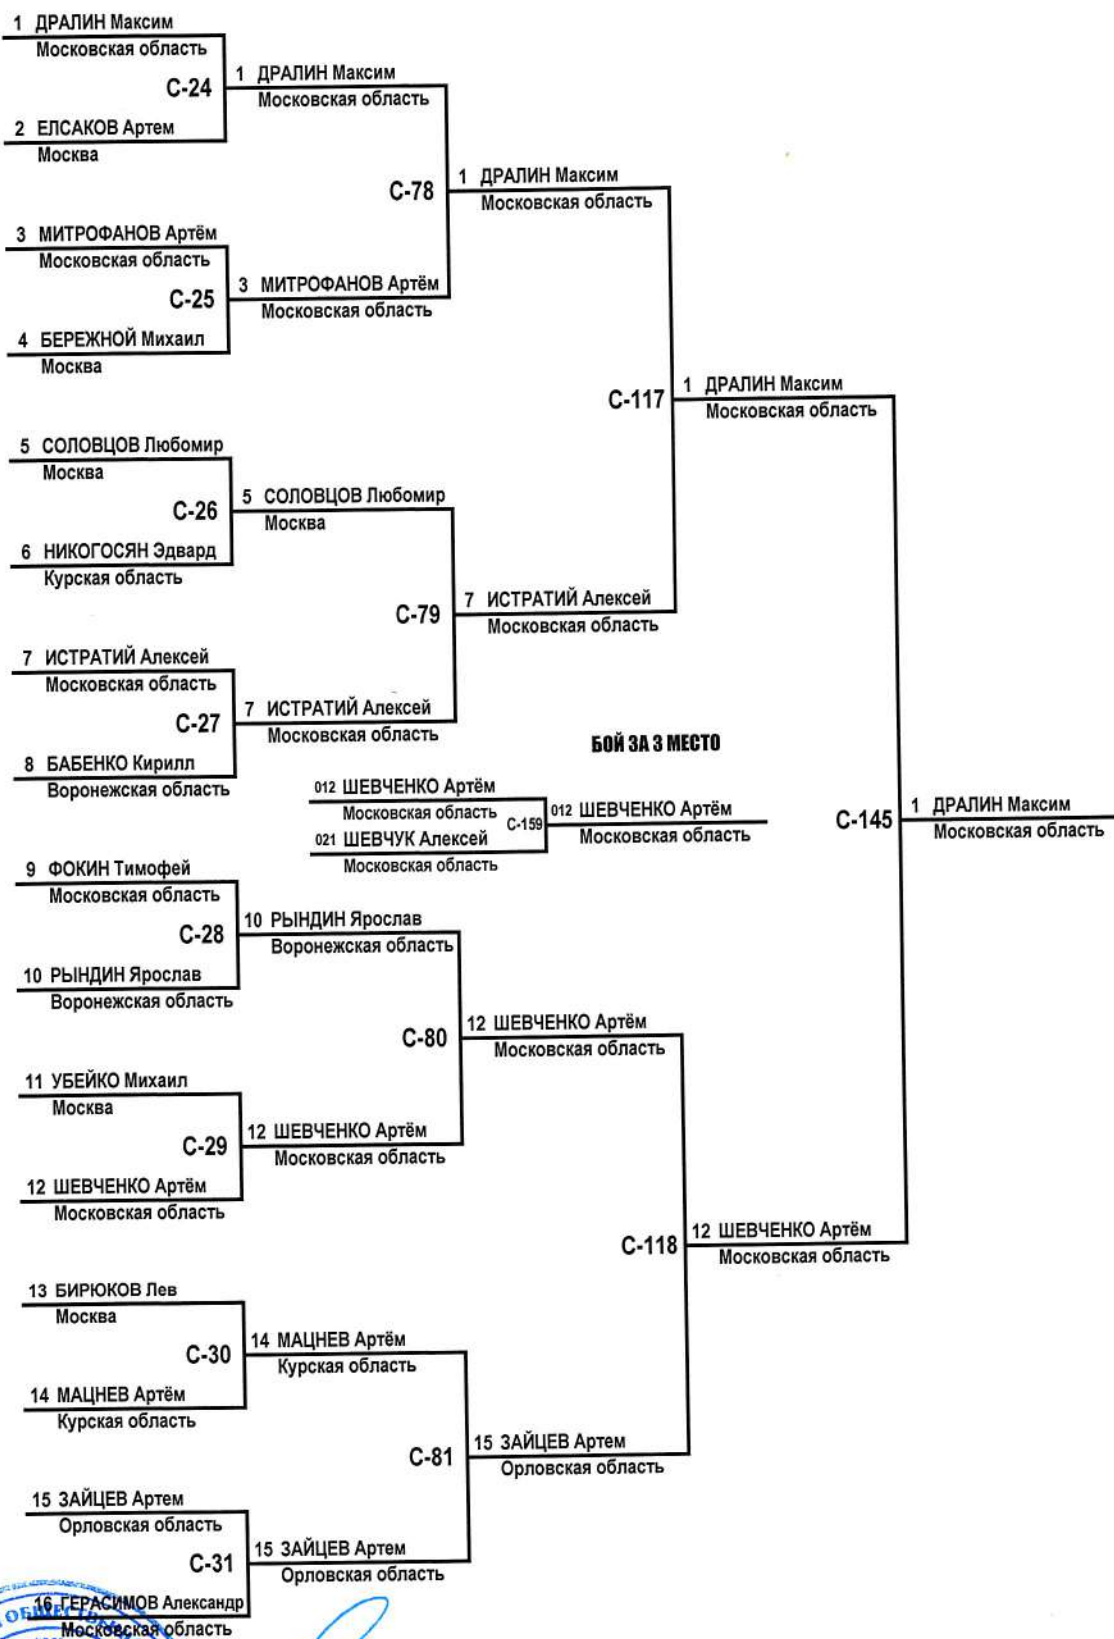 1 ДРАЛИН Максим
Московская область
С-24
1 ДРАЛИН Максим
Московская область
2 ЕЛСАКОВ Артем
Москва
С-78
1 ДРАЛИН Максим
Московская область
3 МИТРОФАНОВ Артём
Московская область
С-25
3 МИТРОФАНОВ Артём
Московская область
4 БЕРЕЖНОЙ Михаил
Москва
С-117
1 ДРАЛИН Максим
Московская область
5 СОЛОВЦОВ Любомир
Москва
С-26
5 СОЛОВЦОВ Любомир
Москва
6 НИКОГОСЯН Эдвард
Курская область
С-79
7 ИСТРАТИЙ Алексей
Московская область
7 ИСТРАТИЙ Алексей
Московская область
С-27
7 ИСТРАТИЙ Алексей
Московская область
8 БАБЕНКО Кирилл
Воронежская область
БОЙ ЗА 3 МЕСТО
012 ШЕВЧЕНКО Артём
Московская область
С-159
012 ШЕВЧЕНКО Артём
Московская область
021 ШЕВЧУК Алексей
Московская область
С-145
1 ДРАЛИН Максим
Московская область
9 ФОКИН Тимофей
Московская область
С-28
10 РЫНДИН Ярослав
Воронежская область
10 РЫНДИН Ярослав
Воронежская область
С-80
12 ШЕВЧЕНКО Артём
Московская область
11 УБЕЙКО Михаил
Москва
С-29
12 ШЕВЧЕНКО Артём
Московская область
12 ШЕВЧЕНКО Артём
Московская область
С-118
12 ШЕВЧЕНКО Артём
Московская область
13 БИРЮКОВ Лев
Москва
С-30
14 МАЦНЕВ Артём
Курская область
14 МАЦНЕВ Артём
Курская область
С-81
15 ЗАЙЦЕВ Артем
Орловская область
15 ЗАЙЦЕВ Артем
Орловская область
С-31
15 ЗАЙЦЕВ Артем
Орловская область
16 ГЕРАСИМОВ Александр
Московская область